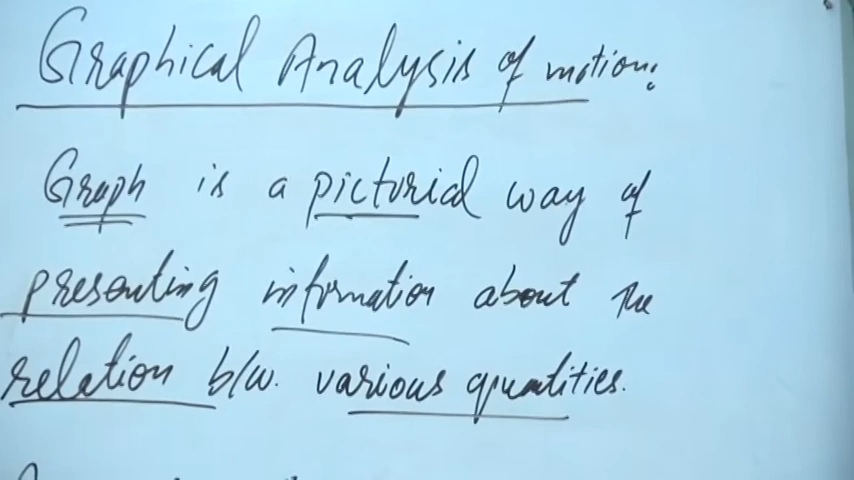 Graphical Analysis of motion:
Graph is a pictorial way of
presenting information about the
relation b/w. various quantities.